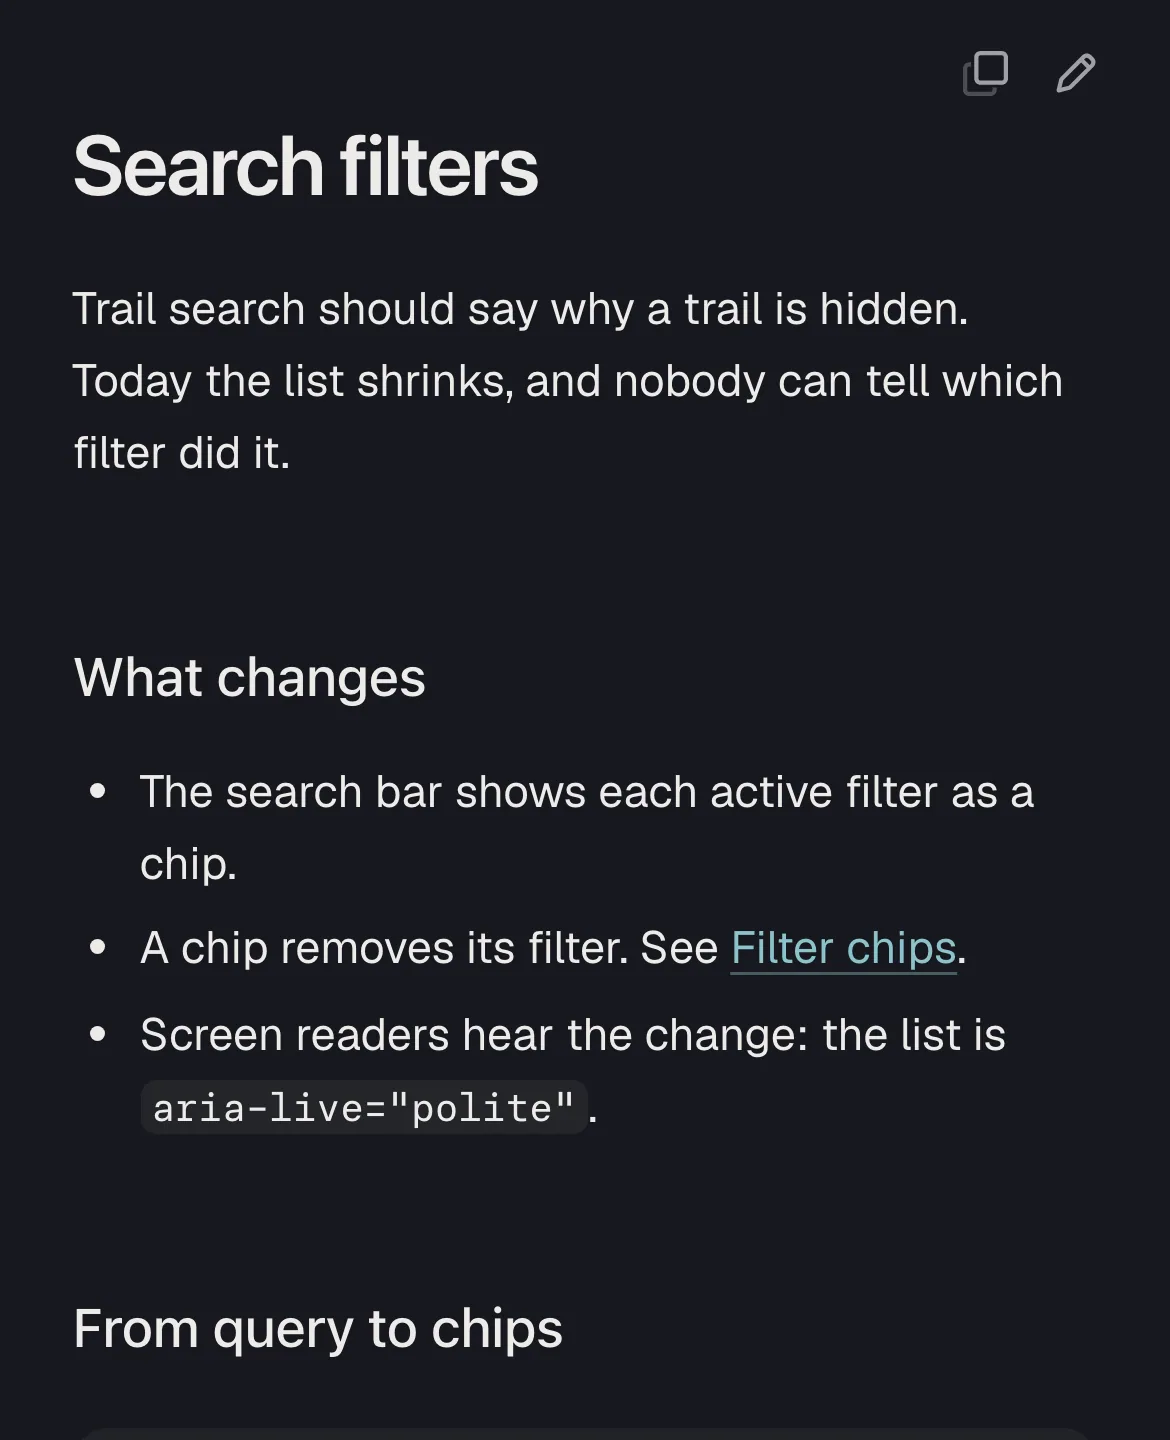 Search filters
Trail search should say why a trail is hidden.
Today the list shrinks, and nobody can tell which
filter did it.
What changes
• The search bar shows each active filter as a
chip.
• A chip removes its filter. See Filter chips.
• Screen readers hear the change: the list is
aria-live="polite".
From query to chips